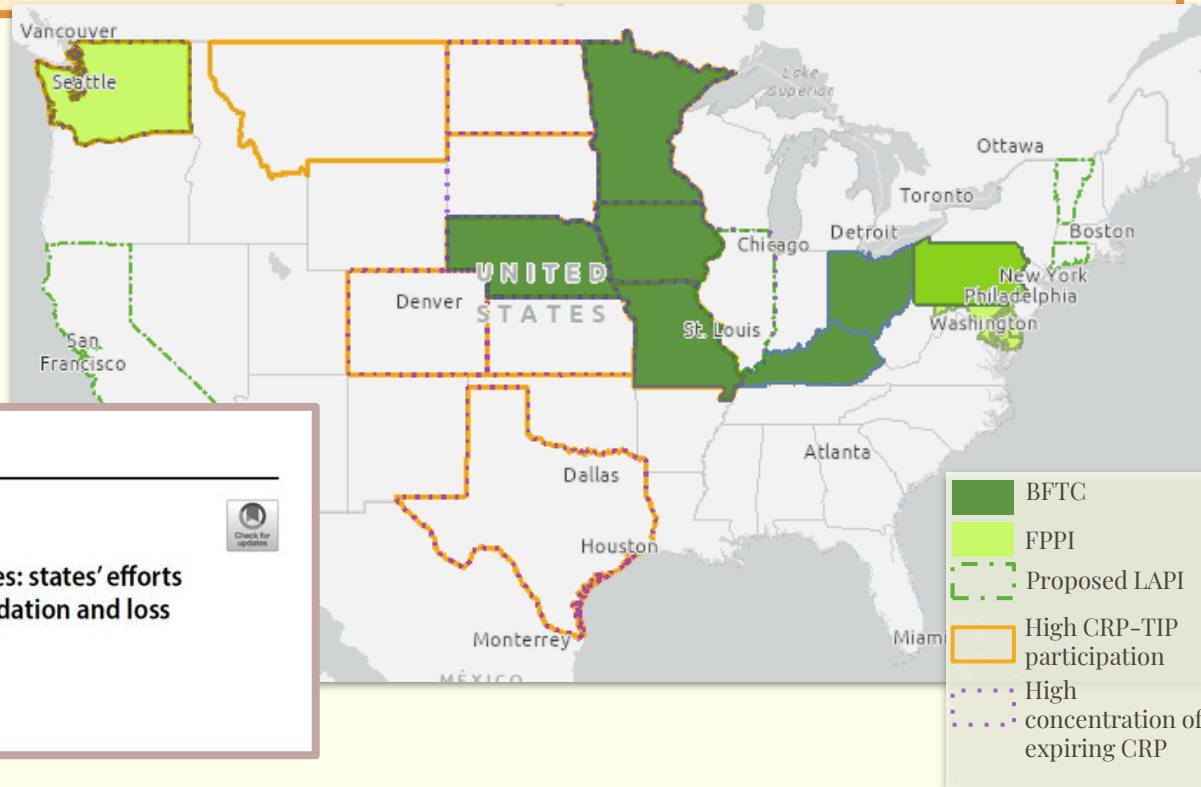 Vancouver
Seattle
Lake
Superior
Ottawa
Toronto
Boston
Detroit
Chicago
New York
Philadelphia
UNITED
STATES
Denver
Washington
St. Louis
San
Francisco
Atlanta
Dallas
Houston
Monterrey
Miami
MÉXICO
Check for
updates
es: states' efforts
dation and loss
BFTC
FPPI
Proposed LAPI
High CRP-TIP
participation
High
concentration of
expiring CRP